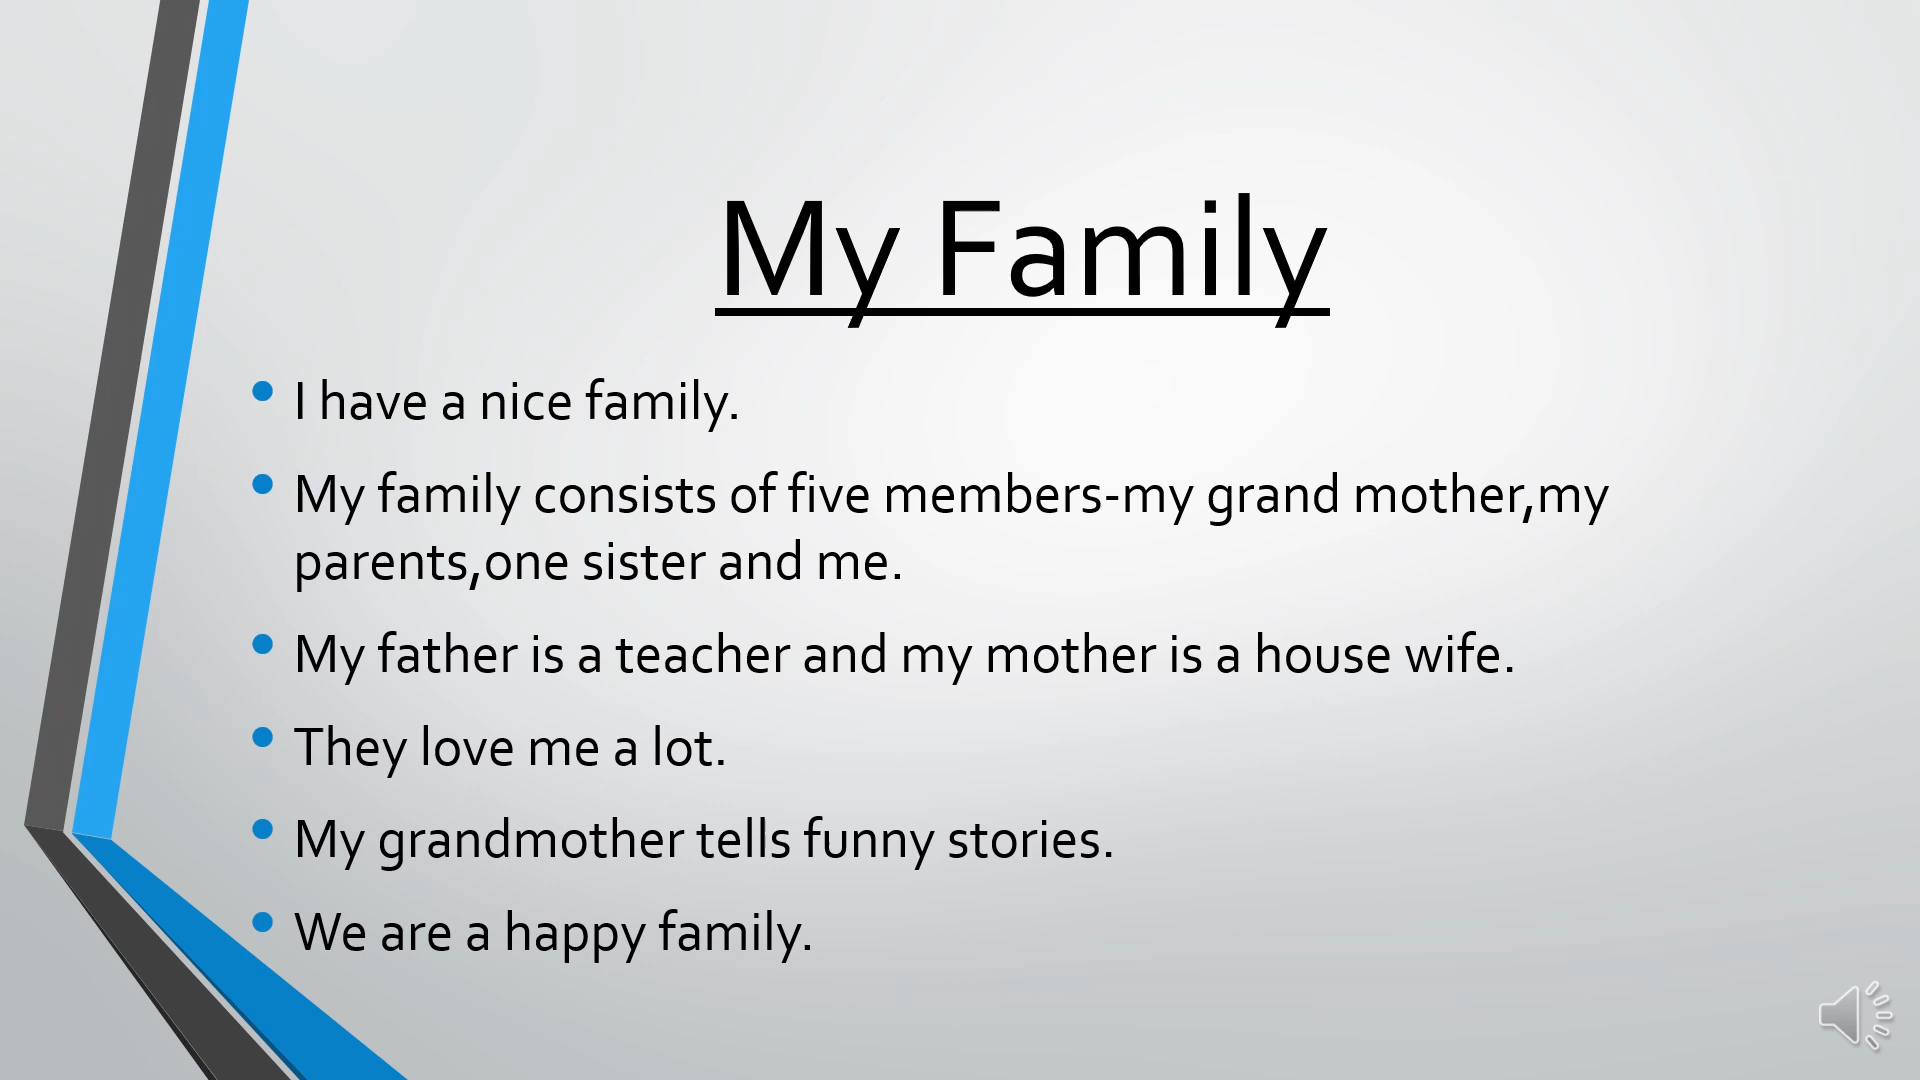 My Family
• I have a nice family.
• My family consists of five members-my grand mother,my
parents,one sister and me.
• My father is a teacher and my mother is a house wife.
• They love me a lot.
• My grandmother tells funny stories.
• We are a happy family.